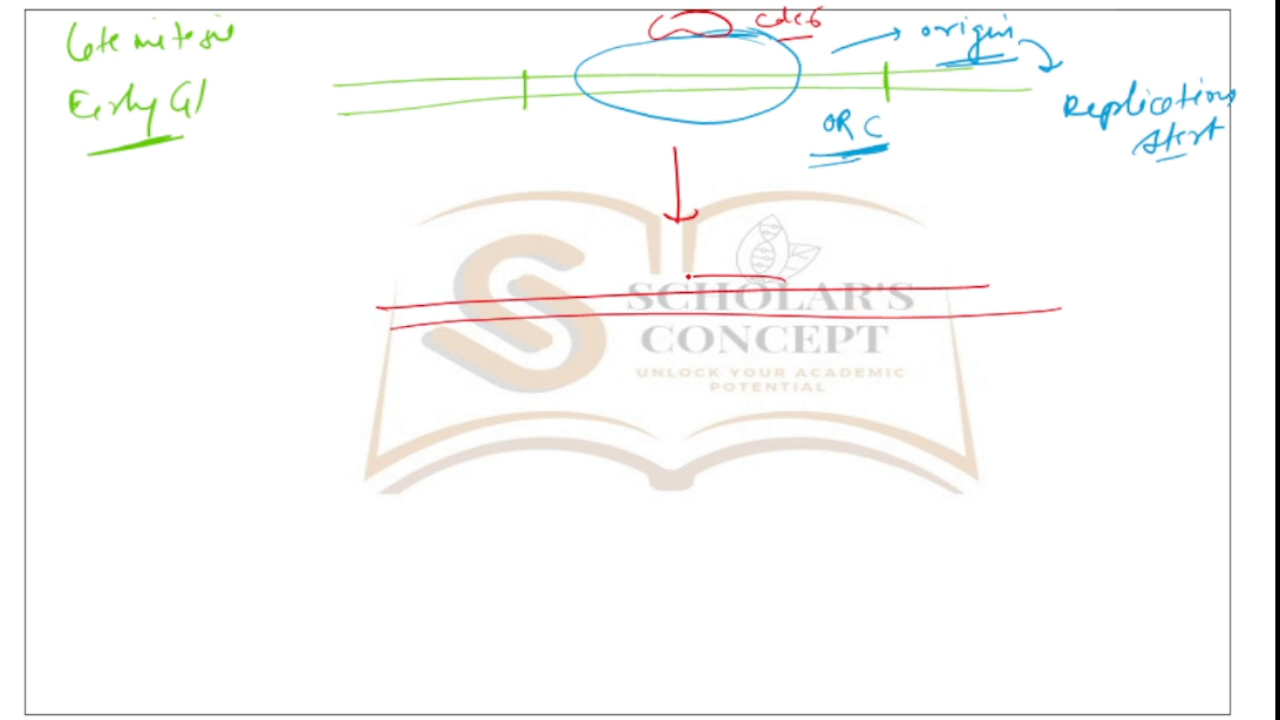 Late mitosis
Early G1
cdc6
origin
ORC
Replication
start
SCHOLAR'S
CONCEPT
UNLOCK YOUR ACADEMIC
POTENTIAL